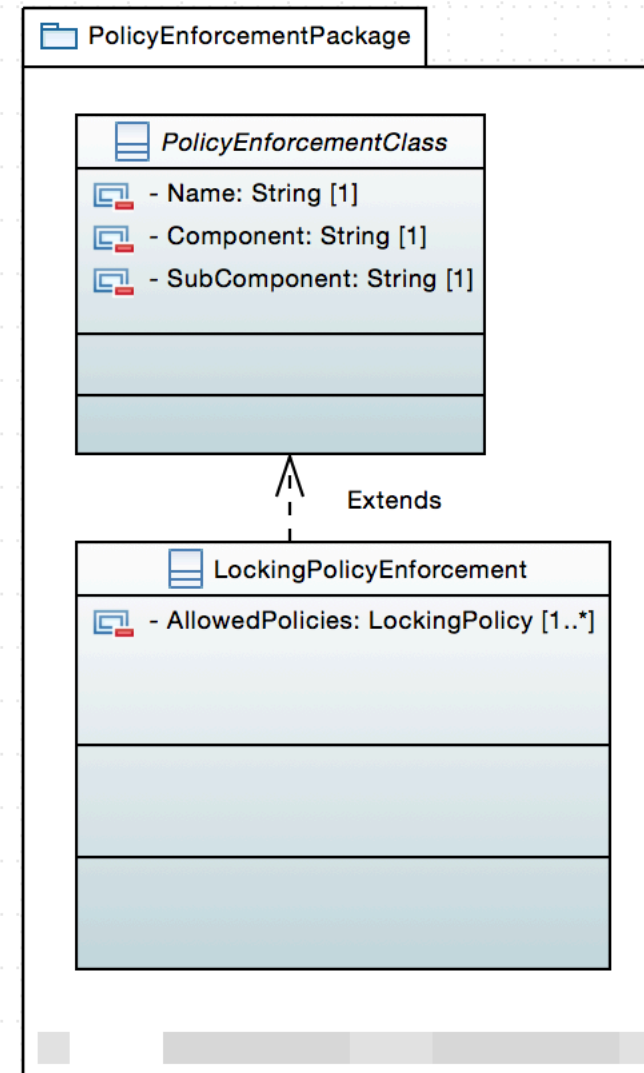 PolicyEnforcementPackage
PolicyEnforcementClass
- Name: String [1]
- Component: String [1]
- SubComponent: String [1]
Extends
LockingPolicyEnforcement
- AllowedPolicies: LockingPolicy [1..*]